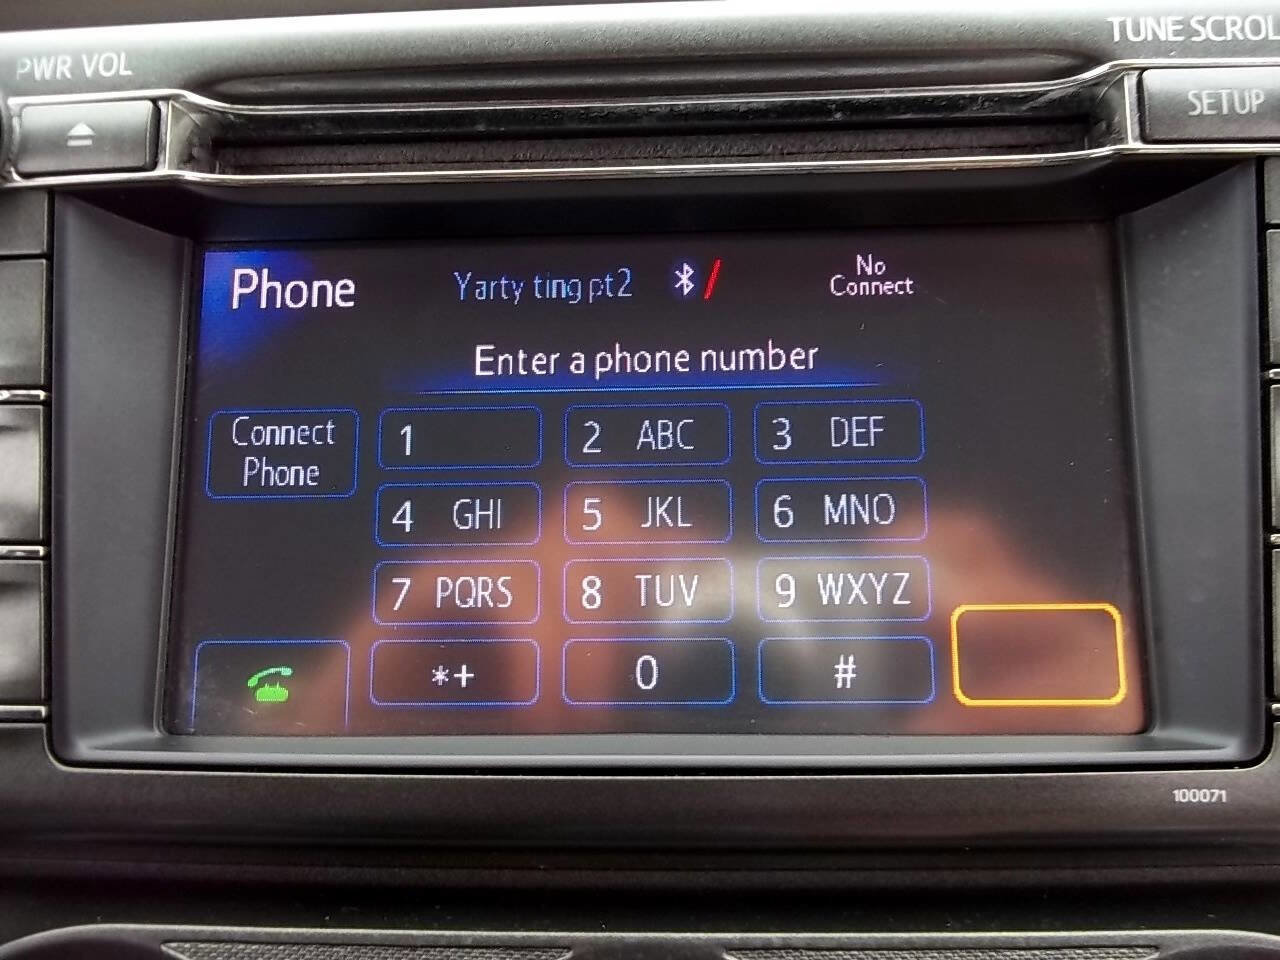 PWR VOL
TUNE SCROL
SETUP
Phone
Yarty ting pt2
No
Connect
Enter a phone number
Connect
Phone
1
2 ABC
3 DEF
4 GHI
5 JKL
6 MNO
7 PQRS
8 TUV
9 WXYZ
*+
0
#
100071